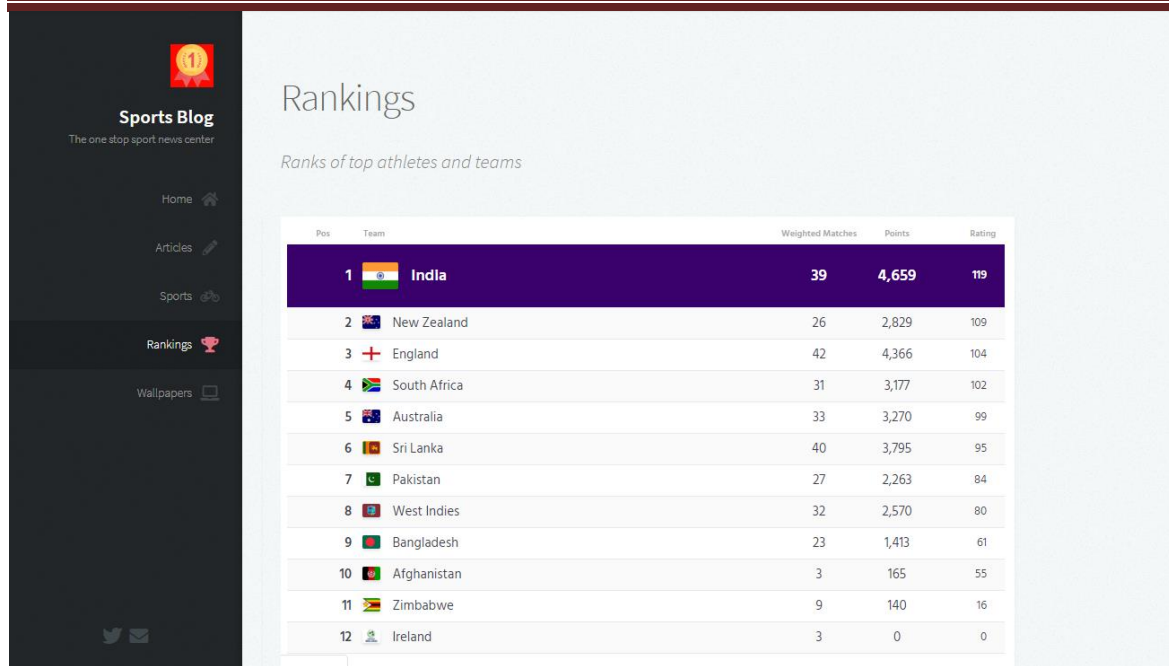 Sports Blog
The one stop sport news center
Home
Articles
Sports
Rankings
Wallpapers
Rankings
Ranks of top athletes and teams
Pos Team Weighted Matches Points Rating
1 India 39 4,659 119
2 New Zealand 26 2,829 109
3 England 42 4,366 104
4 South Africa 31 3,177 102
5 Australia 33 3,270 99
6 Sri Lanka 40 3,795 95
7 Pakistan 27 2,263 84
8 West Indies 32 2,570 80
9 Bangladesh 23 1,413 61
10 Afghanistan 3 165 55
11 Zimbabwe 9 140 16
12 Ireland 3 0 0